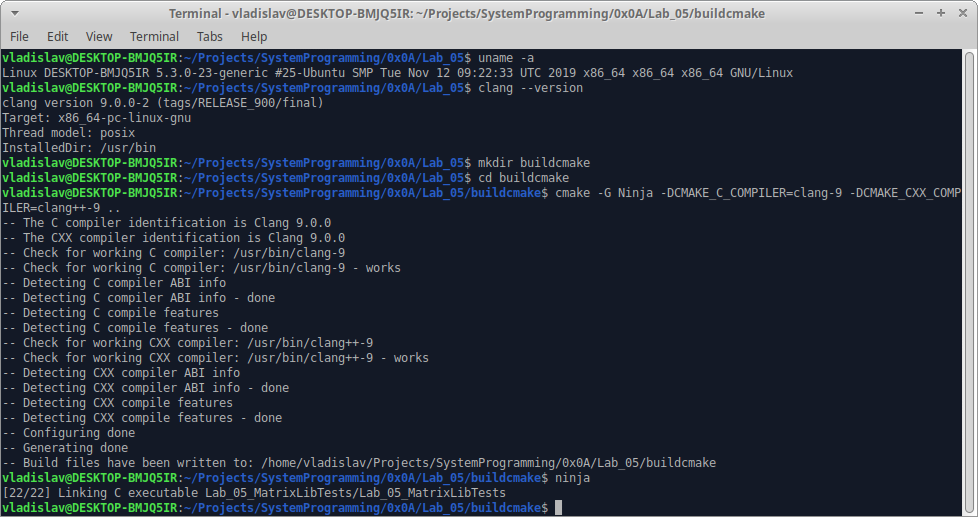 Terminal - vladislav@DESKTOP-BMJQ5IR: ~/Projects/SystemProgramming/0x0A/Lab_05/buildcmake
File Edit View Terminal Tabs Help
vladislav@DESKTOP-BMJQ5IR:~/Projects/SystemProgramming/0x0A/Lab_05$ uname -a
Linux DESKTOP-BMJQ5IR 5.3.0-23-generic #25-Ubuntu SMP Tue Nov 12 09:22:33 UTC 2019 x86_64 x86_64 x86_64 GNU/Linux
vladislav@DESKTOP-BMJQ5IR:~/Projects/SystemProgramming/0x0A/Lab_05$ clang --version
clang version 9.0.0-2 (tags/RELEASE_900/final)
Target: x86_64-pc-linux-gnu
Thread model: posix
InstalledDir: /usr/bin
vladislav@DESKTOP-BMJQ5IR:~/Projects/SystemProgramming/0x0A/Lab_05$ mkdir buildcmake
vladislav@DESKTOP-BMJQ5IR:~/Projects/SystemProgramming/0x0A/Lab_05$ cd buildcmake
vladislav@DESKTOP-BMJQ5IR:~/Projects/SystemProgramming/0x0A/Lab_05/buildcmake$ cmake -G Ninja -DCMAKE_C_COMPILER=clang-9 -DCMAKE_CXX_COMP
ILER=clang++-9 ..
-- The C compiler identification is Clang 9.0.0
-- The CXX compiler identification is Clang 9.0.0
-- Check for working C compiler: /usr/bin/clang-9
-- Check for working C compiler: /usr/bin/clang-9 - works
-- Detecting C compiler ABI info
-- Detecting C compiler ABI info - done
-- Detecting C compile features
-- Detecting C compile features - done
-- Check for working CXX compiler: /usr/bin/clang++-9
-- Check for working CXX compiler: /usr/bin/clang++-9 - works
-- Detecting CXX compiler ABI info
-- Detecting CXX compiler ABI info - done
-- Detecting CXX compile features
-- Detecting CXX compile features - done
-- Configuring done
-- Generating done
-- Build files have been written to: /home/vladislav/Projects/SystemProgramming/0x0A/Lab_05/buildcmake
vladislav@DESKTOP-BMJQ5IR:~/Projects/SystemProgramming/0x0A/Lab_05/buildcmake$ ninja
[22/22] Linking C executable Lab_05_MatrixLibTests/Lab_05_MatrixLibTests
vladislav@DESKTOP-BMJQ5IR:~/Projects/SystemProgramming/0x0A/Lab_05/buildcmake$